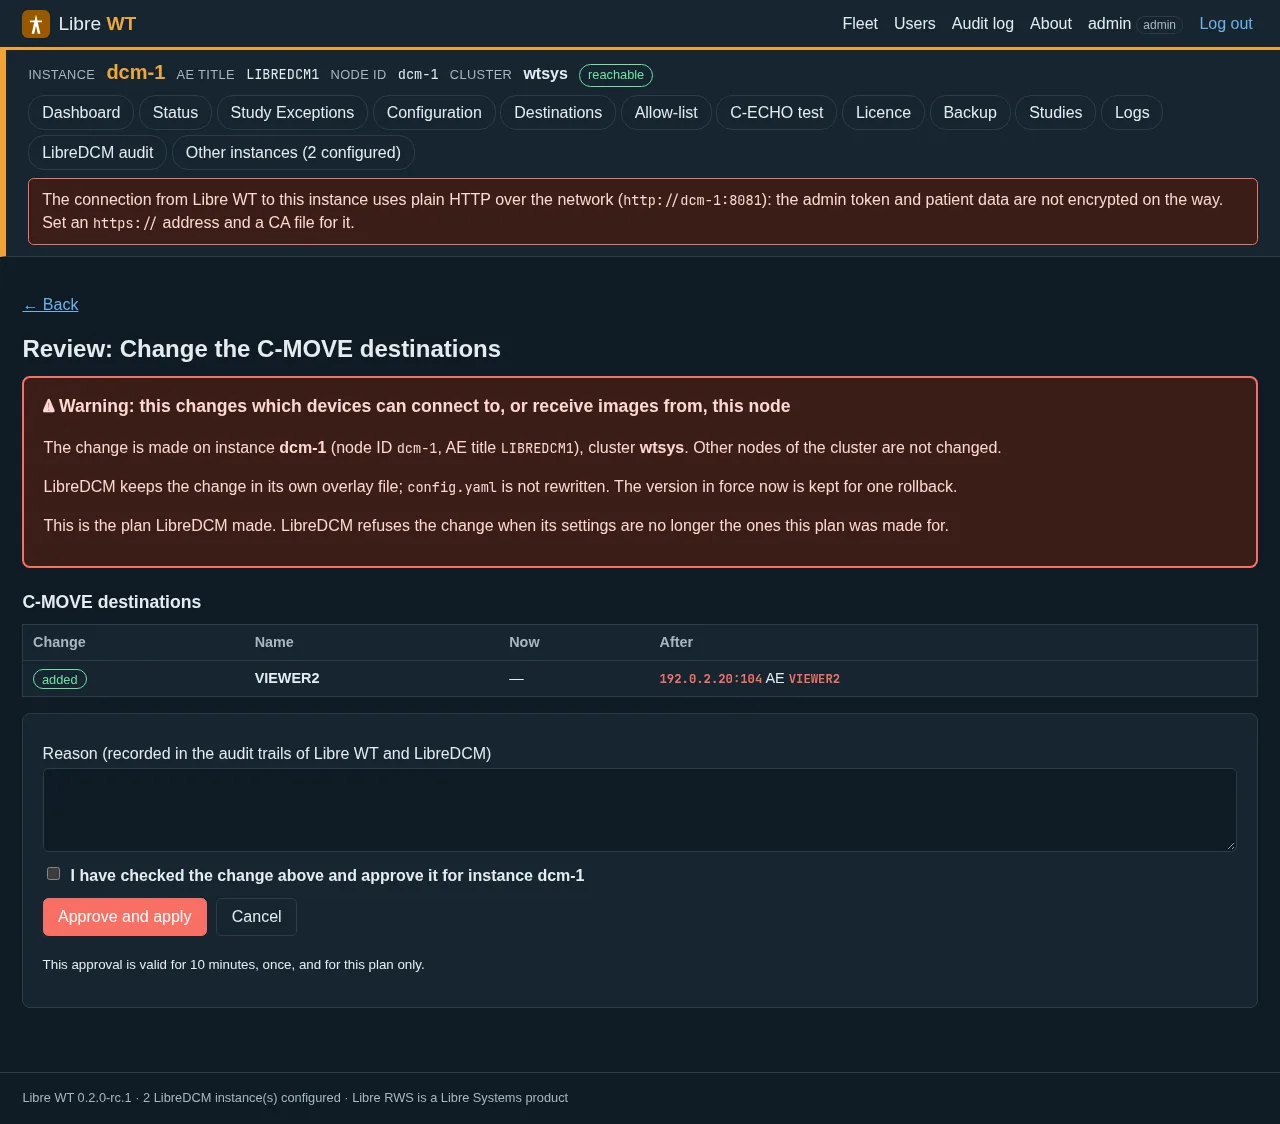 Libre WT
Fleet Users Audit log About admin admin Log out
INSTANCE dcm-1 AE TITLE LIBREDCM1 NODE ID dcm-1 CLUSTER wtsys reachable
Dashboard Status Study Exceptions Configuration Destinations Allow-list C-ECHO test Licence Backup Studies Logs
LibreDCM audit Other instances (2 configured)
The connection from Libre WT to this instance uses plain HTTP over the network (http://dcm-1:8081): the admin token and patient data are not encrypted on the way.
Set an https:// address and a CA file for it.
← Back
Review: Change the C-MOVE destinations
Warning: this changes which devices can connect to, or receive images from, this node
The change is made on instance dcm-1 (node ID dcm-1, AE title LIBREDCM1), cluster wtsys. Other nodes of the cluster are not changed.
LibreDCM keeps the change in its own overlay file; config.yaml is not rewritten. The version in force now is kept for one rollback.
This is the plan LibreDCM made. LibreDCM refuses the change when its settings are no longer the ones this plan was made for.
C-MOVE destinations
Change Name Now After
added VIEWER2 — 192.0.2.20:104 AE VIEWER2
Reason (recorded in the audit trails of Libre WT and LibreDCM)
I have checked the change above and approve it for instance dcm-1
Approve and apply Cancel
This approval is valid for 10 minutes, once, and for this plan only.
Libre WT 0.2.0-rc.1 · 2 LibreDCM instance(s) configured · Libre RWS is a Libre Systems product